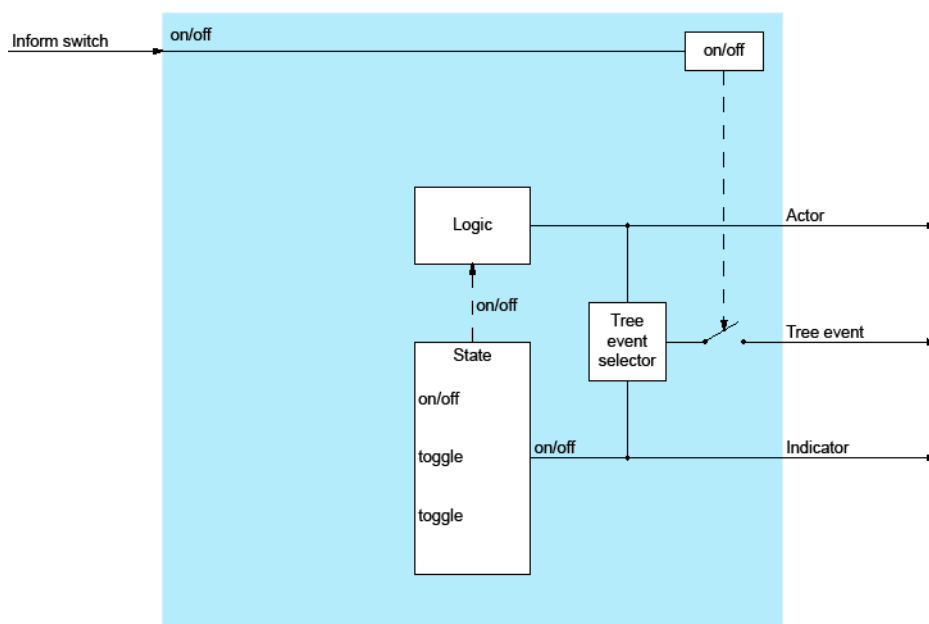 Inform switch
on/off
on/off
Logic
Actor
on/off
Tree
event
selector
Tree event
State
on/off
toggle
on/off
Indicator
toggle